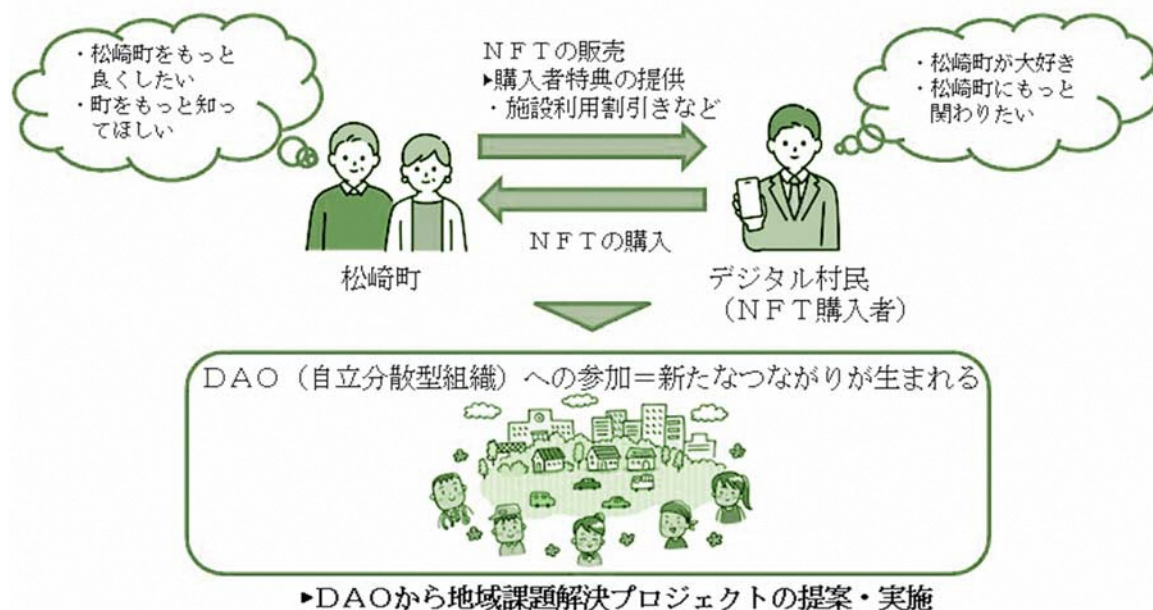 ・松崎町をもっと
良くしたい
・町をもっと知っ
てほしい
NFTの販売
▶購入者特典の提供
・施設利用割引きなど
・松崎町が大好き
・松崎町にもっと
関わりたい
NFTの購入
松崎町
デジタル村民
(NFT購入者)
DAO(自立分散型組織)への参加=新たなつながりが生まれる
▶DAOから地域課題解決プロジェクトの提案・実施